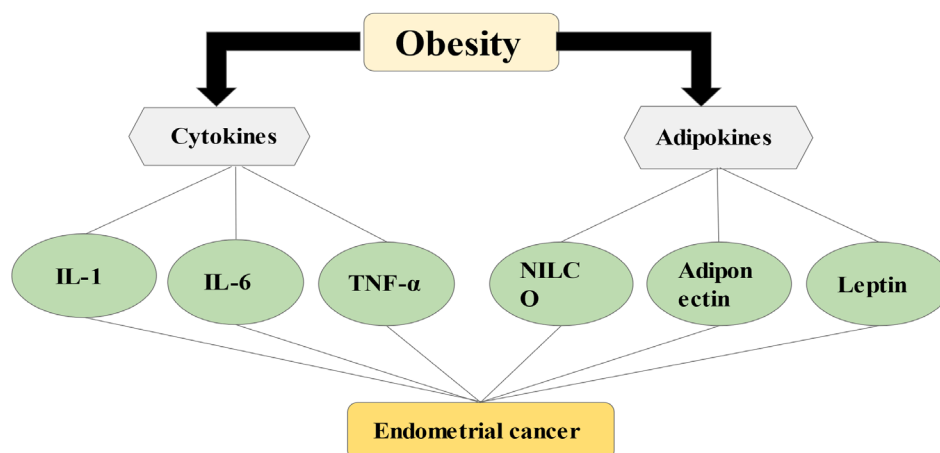 Obesity
Cytokines
Adipokines
IL-1
IL-6
TNF-α
NILC
O
Adipon
ectin
Leptin
Endometrial cancer